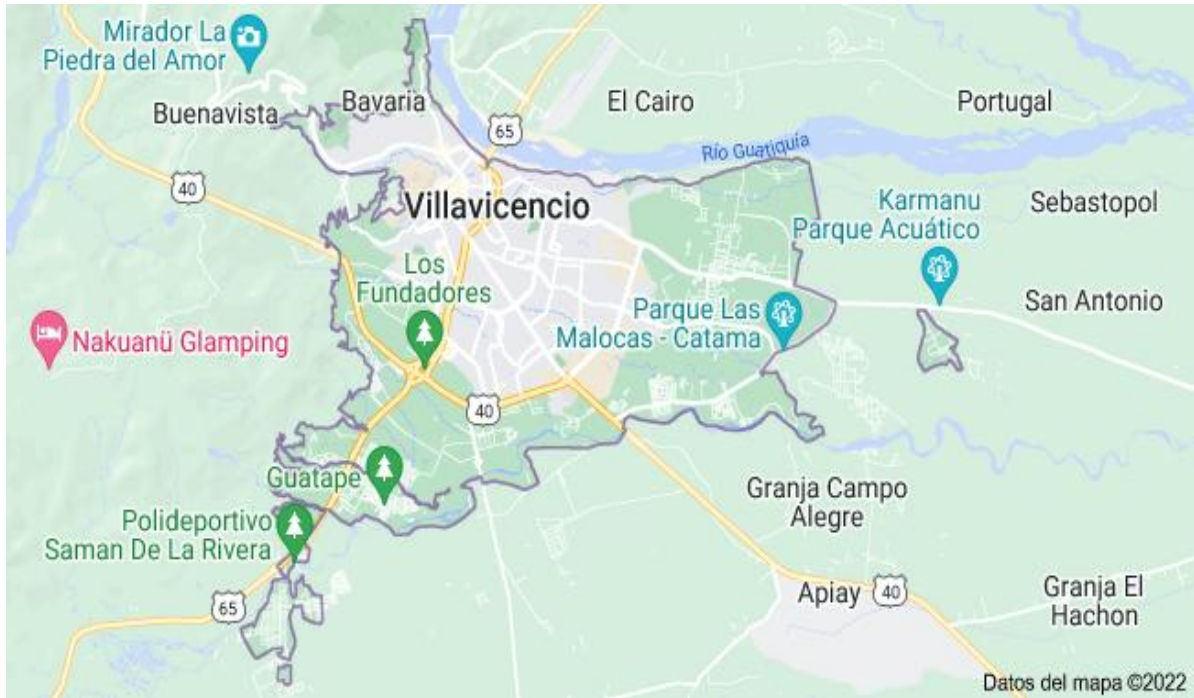 Mirador La
Piedra del Amor
Buenavista
Bavaria
El Cairo
Portugal
65
Río Guatiquía
40
Villavicencio
Karmanu
Parque Acuático
Sebastopol
Los
Fundadores
San Antonio
Parque Las
Malocas - Catama
Nakuanü Glamping
40
Guatape
Granja Campo
Alegre
Polideportivo
Saman De La Rivera
Apiay
40
Granja El
Hachon
65
Datos del mapa ©2022